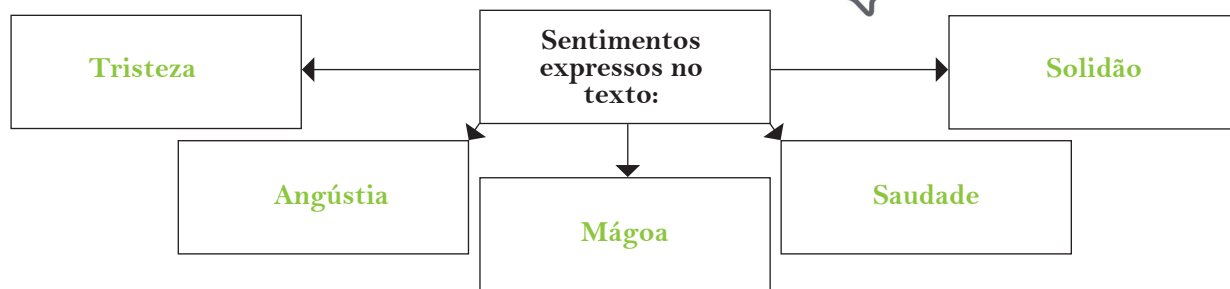 Sentimentos
expressos no
texto:
Tristeza
Solidão
Angústia
Saudade
Mágoa